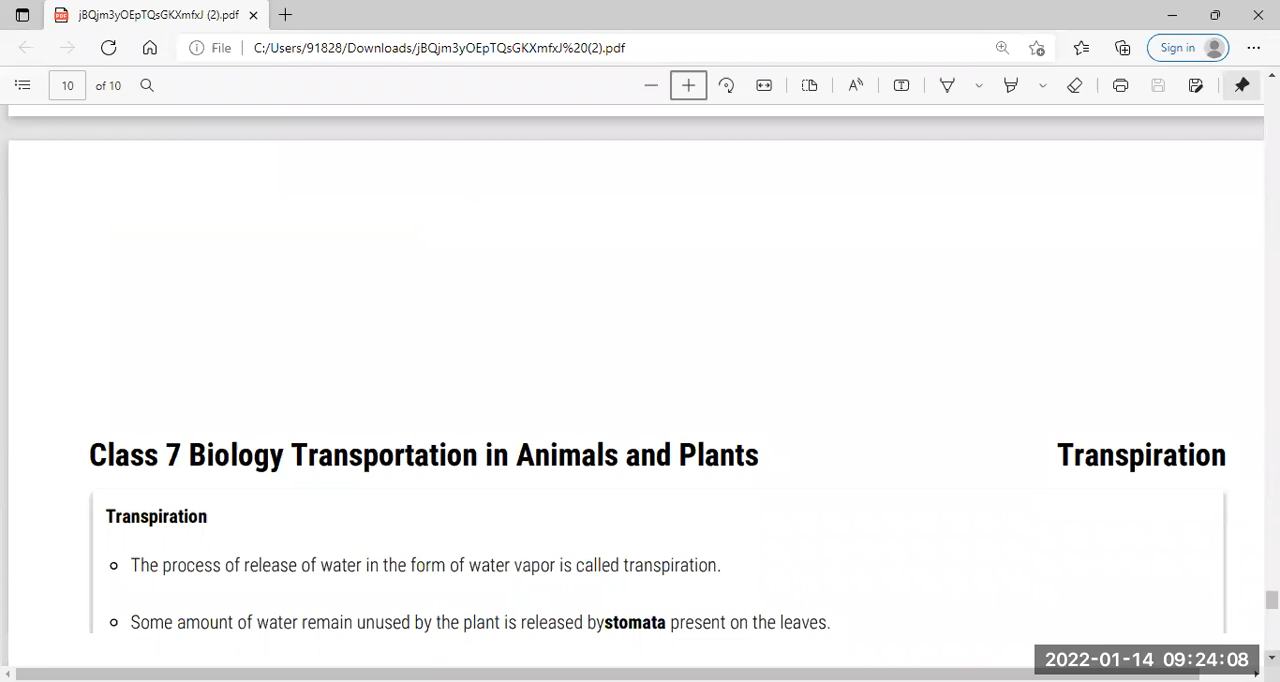 jBQjm3yOEpTQsGKXmfxJ (2).pdf
File C:/Users/91828/Downloads/jBQjm3yOEpTQsGKXmfxJ%20(2).pdf Sign in
10 of 10
Class 7 Biology Transportation in Animals and Plants Transpiration
Transpiration
The process of release of water in the form of water vapor is called transpiration.
Some amount of water remain unused by the plant is released bystomata present on the leaves.
2022-01-14 09:24:08